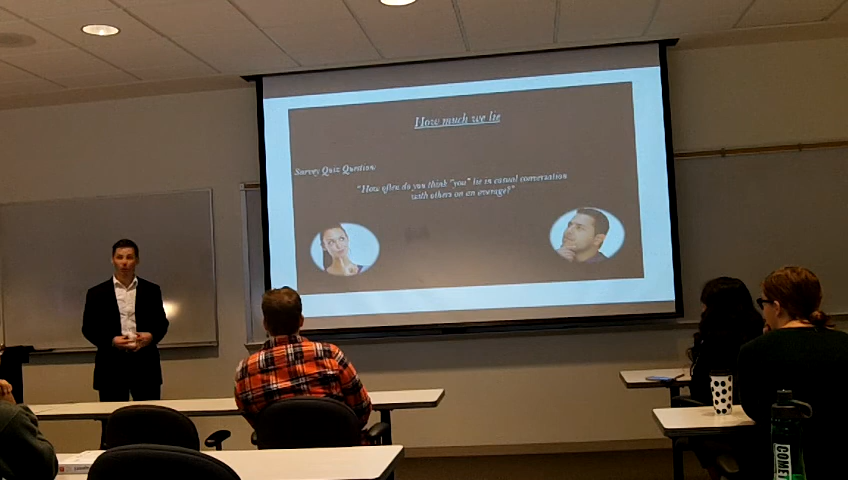 How much we lie
Survey Quiz Question:
"How often do you think "you" lie in casual conversation
with others on an average?"
COME